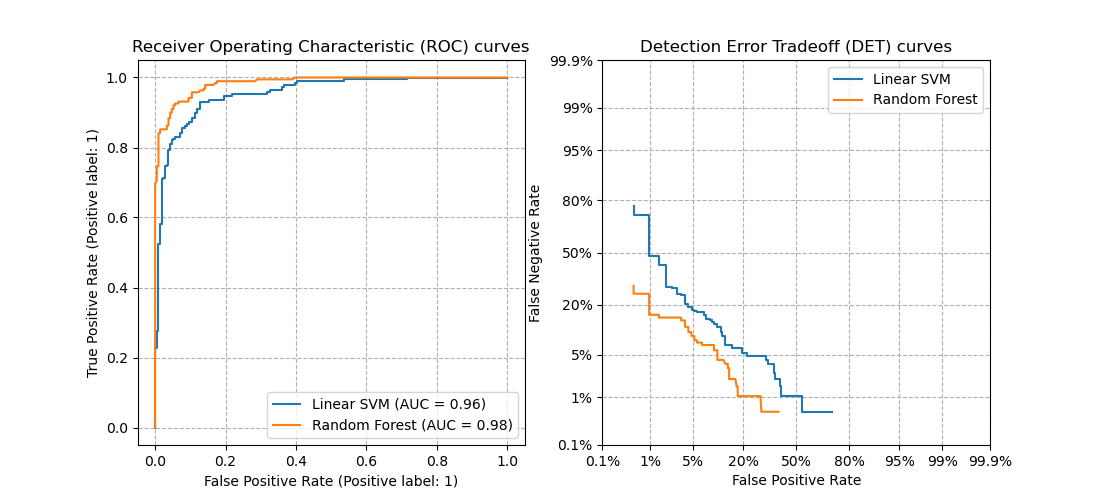 Receiver Operating Characteristic (ROC) curves
1.0
0.8
0.6
0.4
0.2
0.0
True Positive Rate (Positive label: 1)
Linear SVM (AUC = 0.96)
Random Forest (AUC = 0.98)
0.0 0.2 0.4 0.6 0.8 1.0
False Positive Rate (Positive label: 1)
Detection Error Tradeoff (DET) curves
99.9%
99%
95%
80%
50%
20%
5%
1%
0.1%
False Negative Rate
Linear SVM
Random Forest
0.1% 1% 5% 20% 50% 80% 95% 99% 99.9%
False Positive Rate